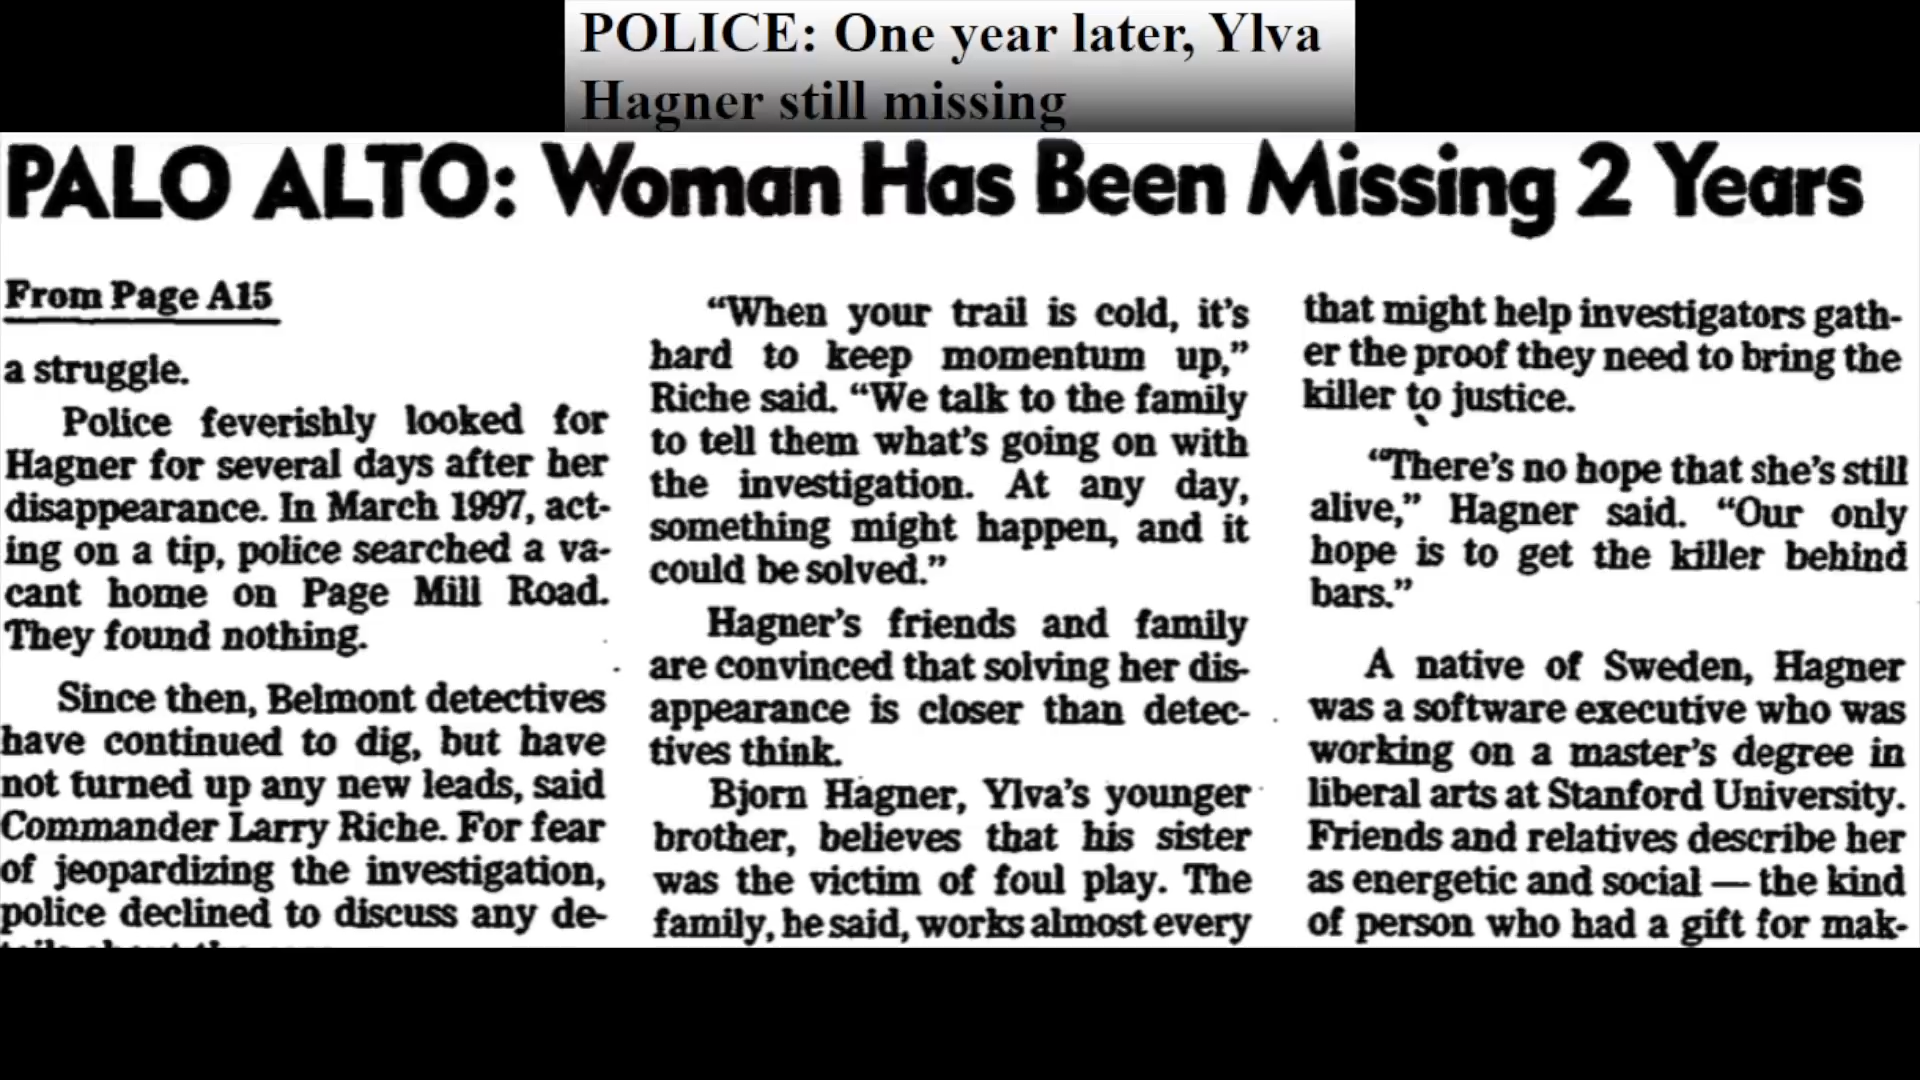 POLICE: One year later, Ylva
Hagner still missing
PALO ALTO: Woman Has Been Missing 2 Years
From Page A15
a struggle.
Police feverishly looked for
Hagner for several days after her
disappearance. In March 1997, act-
ing on a tip, police searched a va-
cant home on Page Mill Road.
They found nothing.
Since then, Belmont detectives
have continued to dig, but have
not turned up any new leads, said
Commander Larry Riche. For fear
of jeopardizing the investigation,
police declined to discuss any de-
“When your trail is cold, it’s
hard to keep momentum up,”
Riche said. “We talk to the family
to tell them what’s going on with
the investigation. At any day,
something might happen, and it
could be solved.”
Hagner’s friends and family
are convinced that solving her dis-
appearance is closer than detec-
tives think.
Bjorn Hagner, Ylva’s younger
brother, believes that his sister
was the victim of foul play. The
family, he said, works almost every
that might help investigators gath-
er the proof they need to bring the
killer to justice.
“There’s no hope that she’s still
alive,” Hagner said. “Our only
hope is to get the killer behind
bars.”
A native of Sweden, Hagner
was a software executive who was
working on a master’s degree in
liberal arts at Stanford University.
Friends and relatives describe her
as energetic and social — the kind
of person who had a gift for mak-